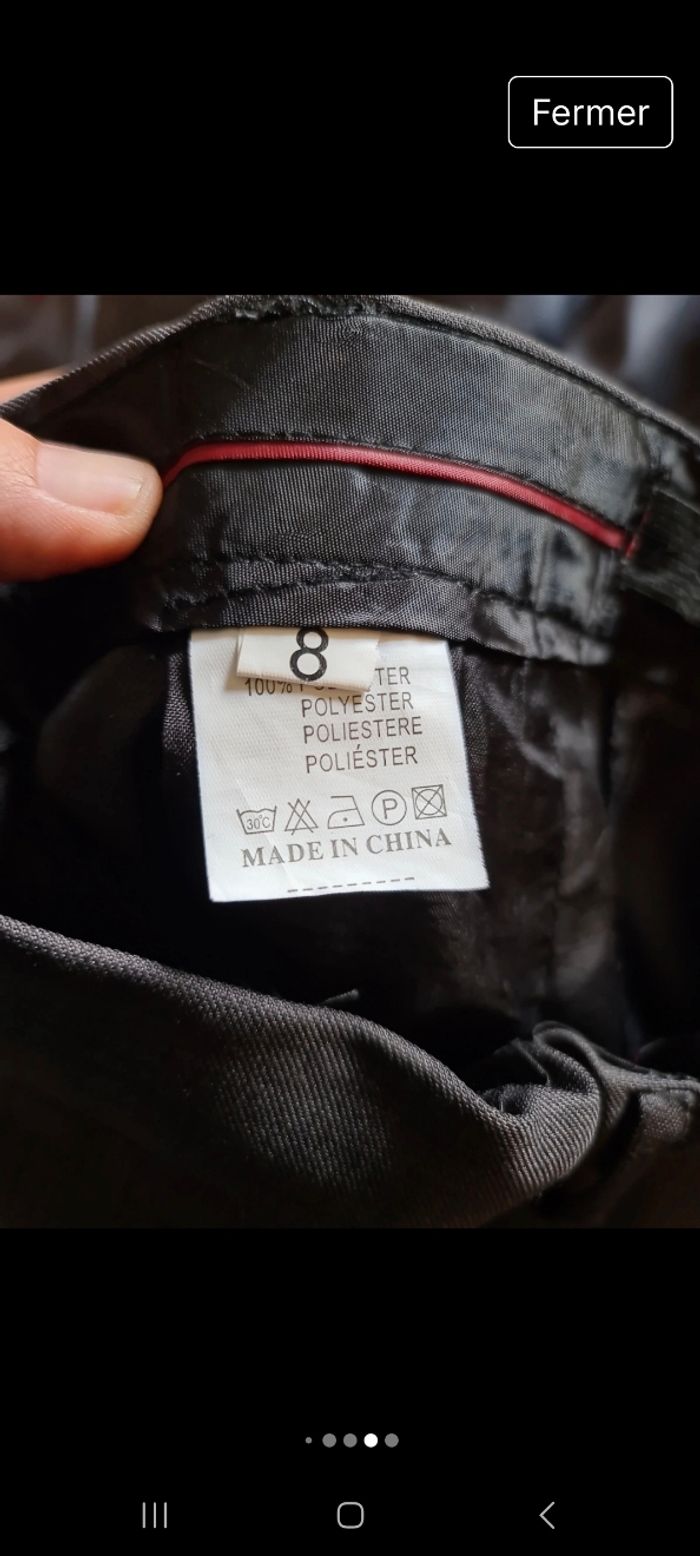 Fermer
8
100%
POLYESTER
POLIESTERE
POLIÉSTER
30°C
P
MADE IN CHINA